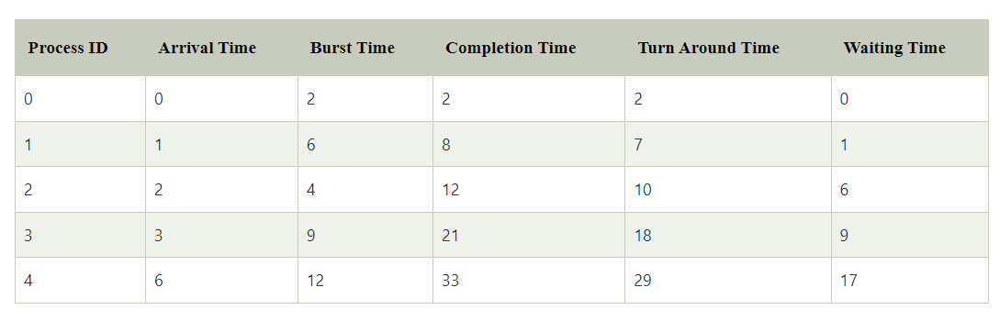 Process ID Arrival Time Burst Time Completion Time Turn Around Time Waiting Time
0 0 2 2 2 0
1 1 6 8 7 1
2 2 4 12 10 6
3 3 9 21 18 9
4 6 12 33 29 17